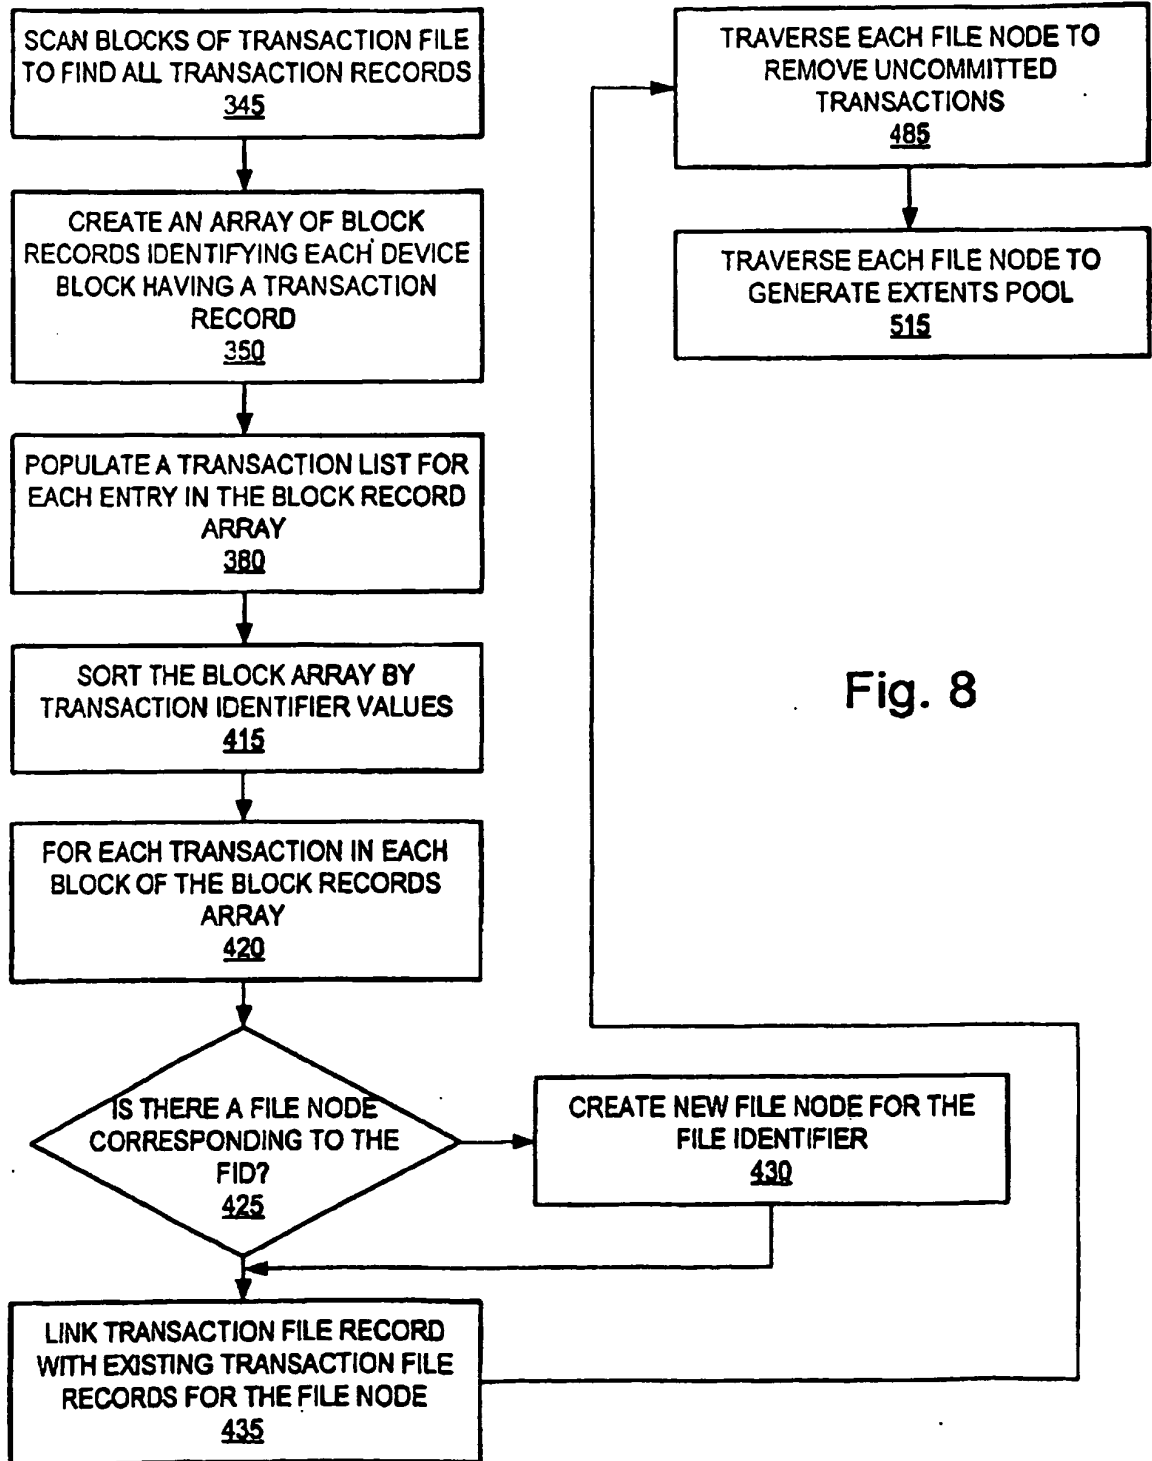 SCAN BLOCKS OF TRANSACTION FILE
TO FIND ALL TRANSACTION RECORDS
345
CREATE AN ARRAY OF BLOCK
RECORDS IDENTIFYING EACH DEVICE
BLOCK HAVING A TRANSACTION
RECORD
350
POPULATE A TRANSACTION LIST FOR
EACH ENTRY IN THE BLOCK RECORD
ARRAY
380
SORT THE BLOCK ARRAY BY
TRANSACTION IDENTIFIER VALUES
415
FOR EACH TRANSACTION IN EACH
BLOCK OF THE BLOCK RECORDS
ARRAY
420
IS THERE A FILE NODE
CORRESPONDING TO THE
FID?
425
CREATE NEW FILE NODE FOR THE
FILE IDENTIFIER
430
LINK TRANSACTION FILE RECORD
WITH EXISTING TRANSACTION FILE
RECORDS FOR THE FILE NODE
435
TRAVERSE EACH FILE NODE TO
REMOVE UNCOMMITTED
TRANSACTIONS
485
TRAVERSE EACH FILE NODE TO
GENERATE EXTENTS POOL
515
Fig. 8